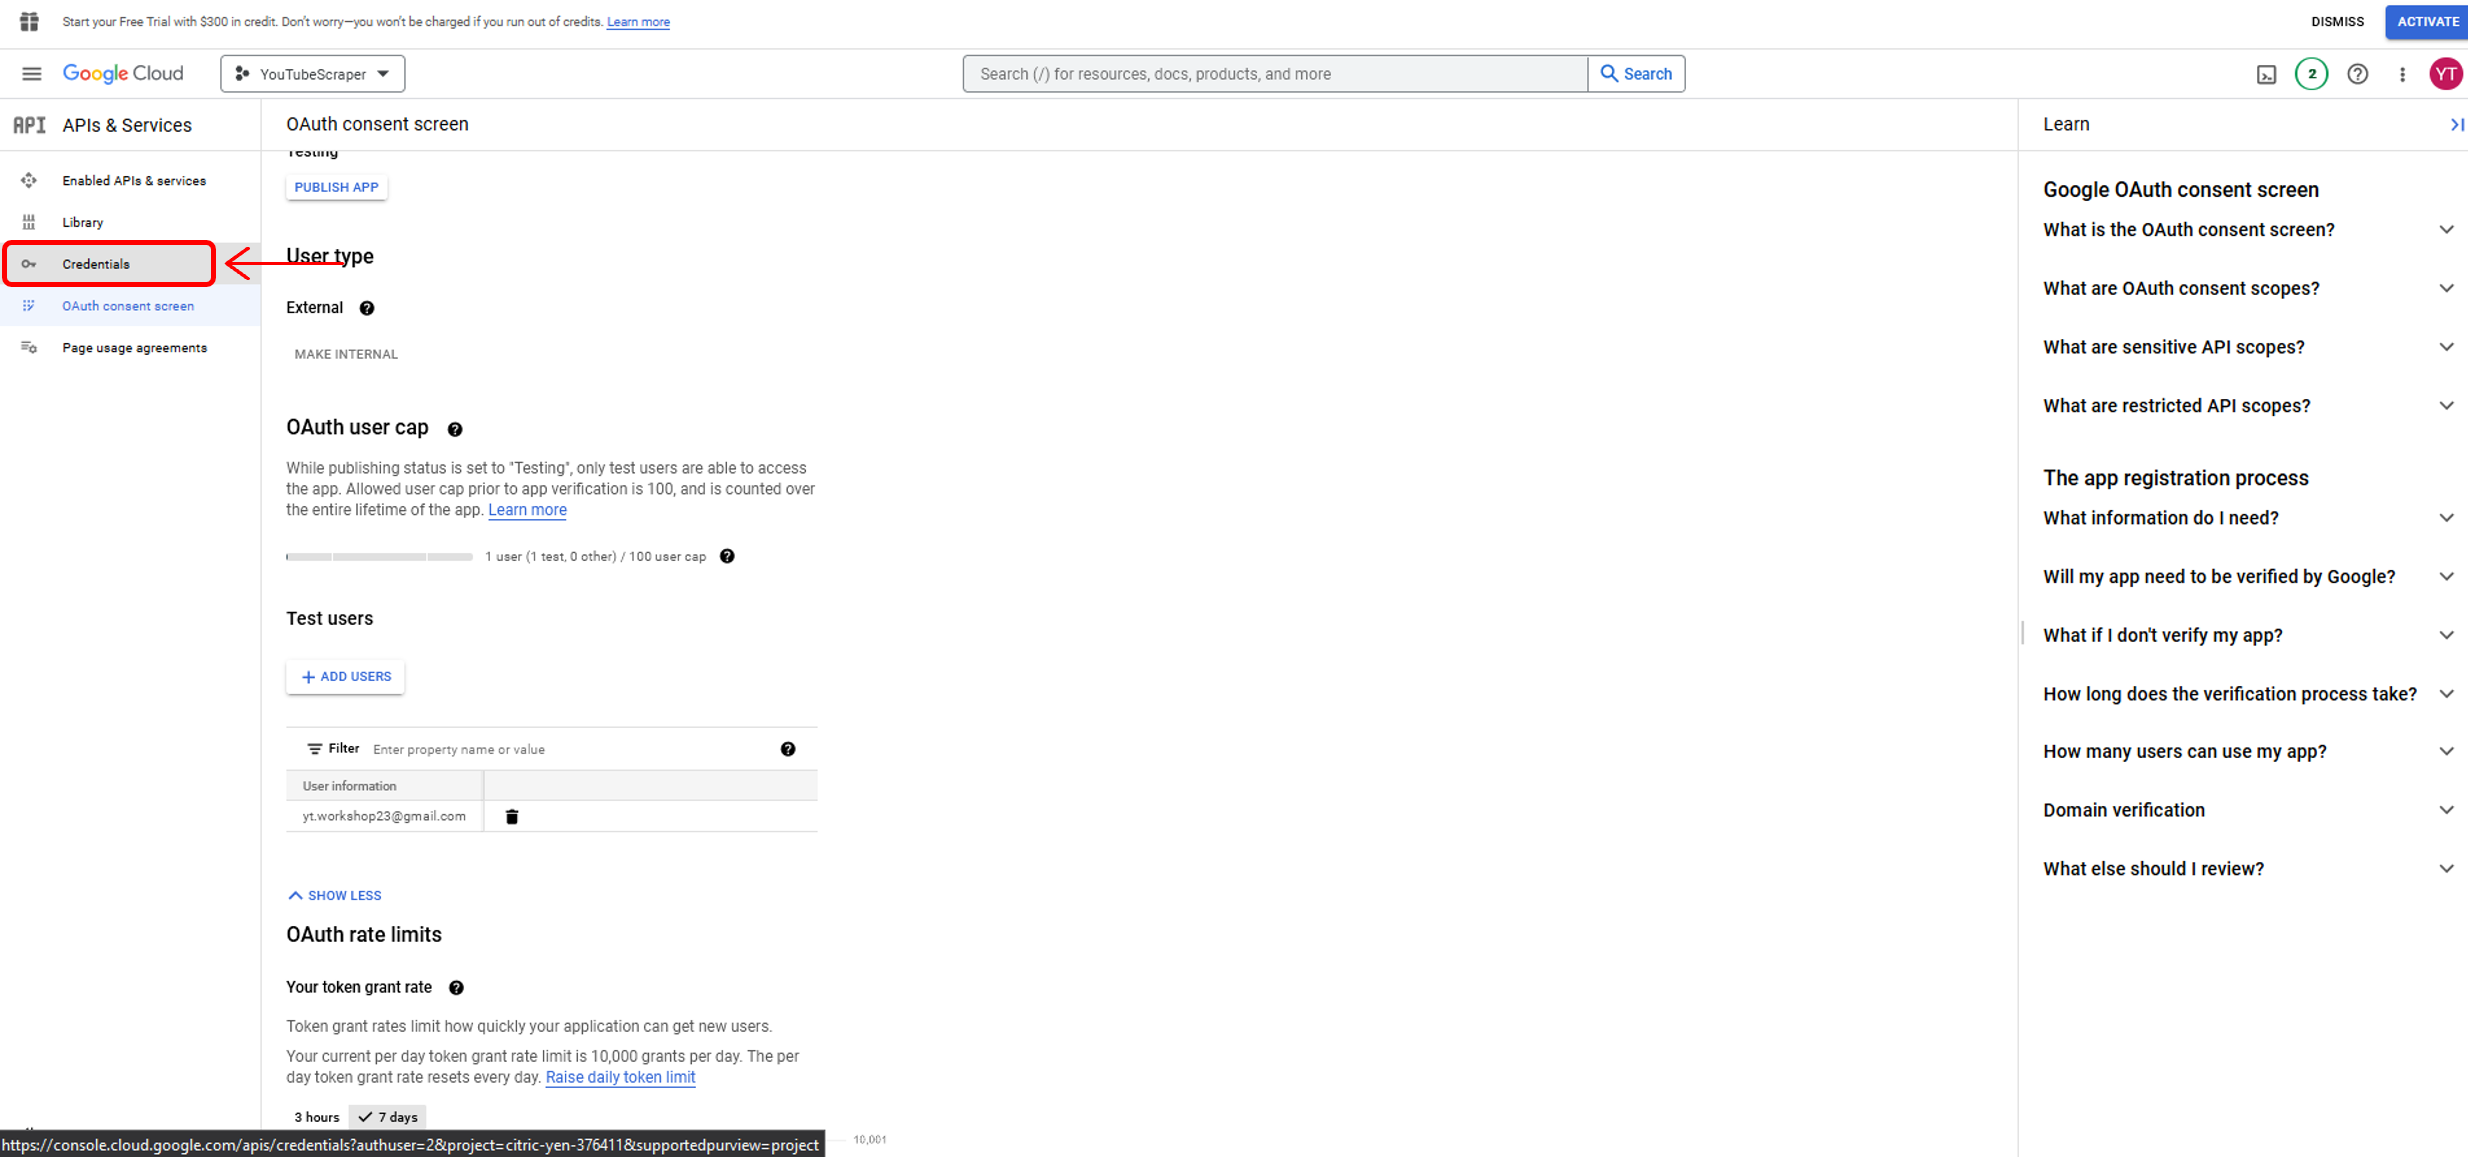 Start your Free Trial with $300 in credit. Don't worry—you won't be charged if you run out of credits. Learn more
DISMISS
ACTIVATE
Google Cloud
YouTubeScraper
Search (/) for resources, docs, products, and more
Search
2
YT
API APIs & Services
Enabled APIs & services
Library
Credentials
OAuth consent screen
Page usage agreements
OAuth consent screen
Testing
PUBLISH APP
User type
External
MAKE INTERNAL
OAuth user cap
While publishing status is set to "Testing", only test users are able to access
the app. Allowed user cap prior to app verification is 100, and is counted over
the entire lifetime of the app. Learn more
1 user (1 test, 0 other) / 100 user cap
Test users
+ ADD USERS
Filter Enter property name or value
User information
yt.workshop23@gmail.com
SHOW LESS
OAuth rate limits
Your token grant rate
Token grant rates limit how quickly your application can get new users.
Your current per day token grant rate limit is 10,000 grants per day. The per
day token grant rate resets every day. Raise daily token limit
3 hours 7 days
10,001
https://console.cloud.google.com/apis/credentials?authuser=2&project=citric-yen-376411&supportedpurview=project
Learn
Google OAuth consent screen
What is the OAuth consent screen?
What are OAuth consent scopes?
What are sensitive API scopes?
What are restricted API scopes?
The app registration process
What information do I need?
Will my app need to be verified by Google?
What if I don't verify my app?
How long does the verification process take?
How many users can use my app?
Domain verification
What else should I review?